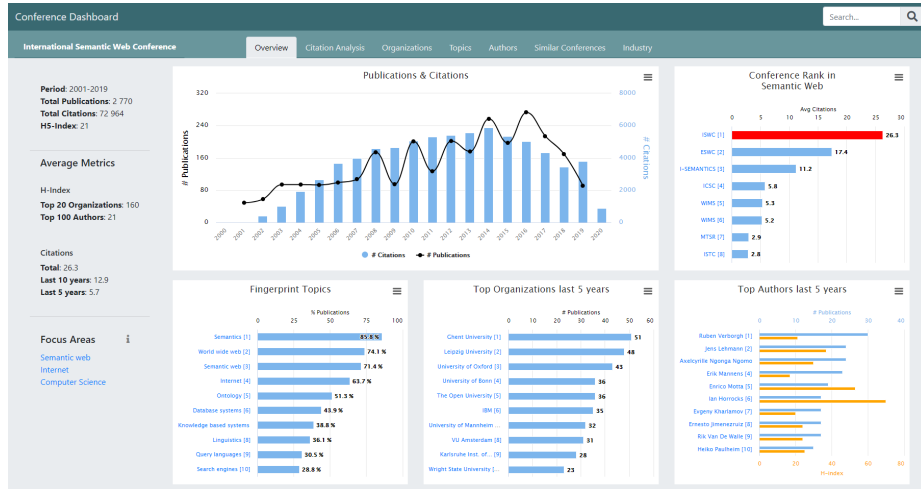 Conference Dashboard
Search...
International Semantic Web Conference
Overview Citation Analysis Organizations Topics Authors Similar Conferences Industry
Period: 2001-2019
Total Publications: 2 770
Total Citations: 72 964
H5-Index: 21
Average Metrics
H-Index
Top 20 Organizations: 160
Top 100 Authors: 21
Citations
Total: 26.3
Last 10 years: 12.9
Last 5 years: 5.7
Focus Areas i
Semantic web
Internet
Computer Science
Publications & Citations
320 8000
240 6000
160 4000
80 2000
0 0
# Publications
# Citations
2000 2001 2002 2003 2004 2005 2006 2007 2008 2009 2010 2011 2012 2013 2014 2015 2016 2017 2018 2019 2020
# Citations # Publications
Conference Rank in
Semantic Web
Avg Citations
0 5 10 15 20 25 30
ISWC [1] 26.3
ESWC [2] 17.4
I-SEMANTICS [3] 11.2
ICSC [4] 5.8
WIMS [5] 5.3
WIMS [6] 5.2
MTSR [7] 2.9
ISTC [8] 2.8
Fingerprint Topics
% Publications
0 25 50 75 100
Semantics [1] 85.8 %
World wide web [2] 74.1 %
Semantic web [3] 71.4 %
Internet [4] 63.7 %
Ontology [5] 51.3 %
Database systems [6] 43.9 %
Knowledge based systems 38.8 %
Linguistics [8] 36.1 %
Query languages [9] 30.5 %
Search engines [10] 28.8 %
Top Organizations last 5 years
# Publications
0 10 20 30 40 50 60
Ghent University [1] 51
Leipzig University [2] 48
University of Oxford [3] 43
University of Bonn [4] 36
The Open University [5] 36
IBM [6] 35
University of Mannheim... 32
VU Amsterdam [8] 31
Karlsruhe Inst. of... [9] 28
Wright State University [... 23
Top Authors last 5 years
# Publications
0 10 20 30 40
Ruben Verborgh [1]
Jens Lehmann [2]
Axelcyrille Ngonga Ngomo
Erik Mannens [4]
Enrico Motta [5]
Ian Horrocks [6]
Evgeny Kharlamov [7]
Ernesto Jimenezruiz [8]
Rik Van De Walle [9]
Heiko Paulheim [10]
0 20 40 60 80
H-index